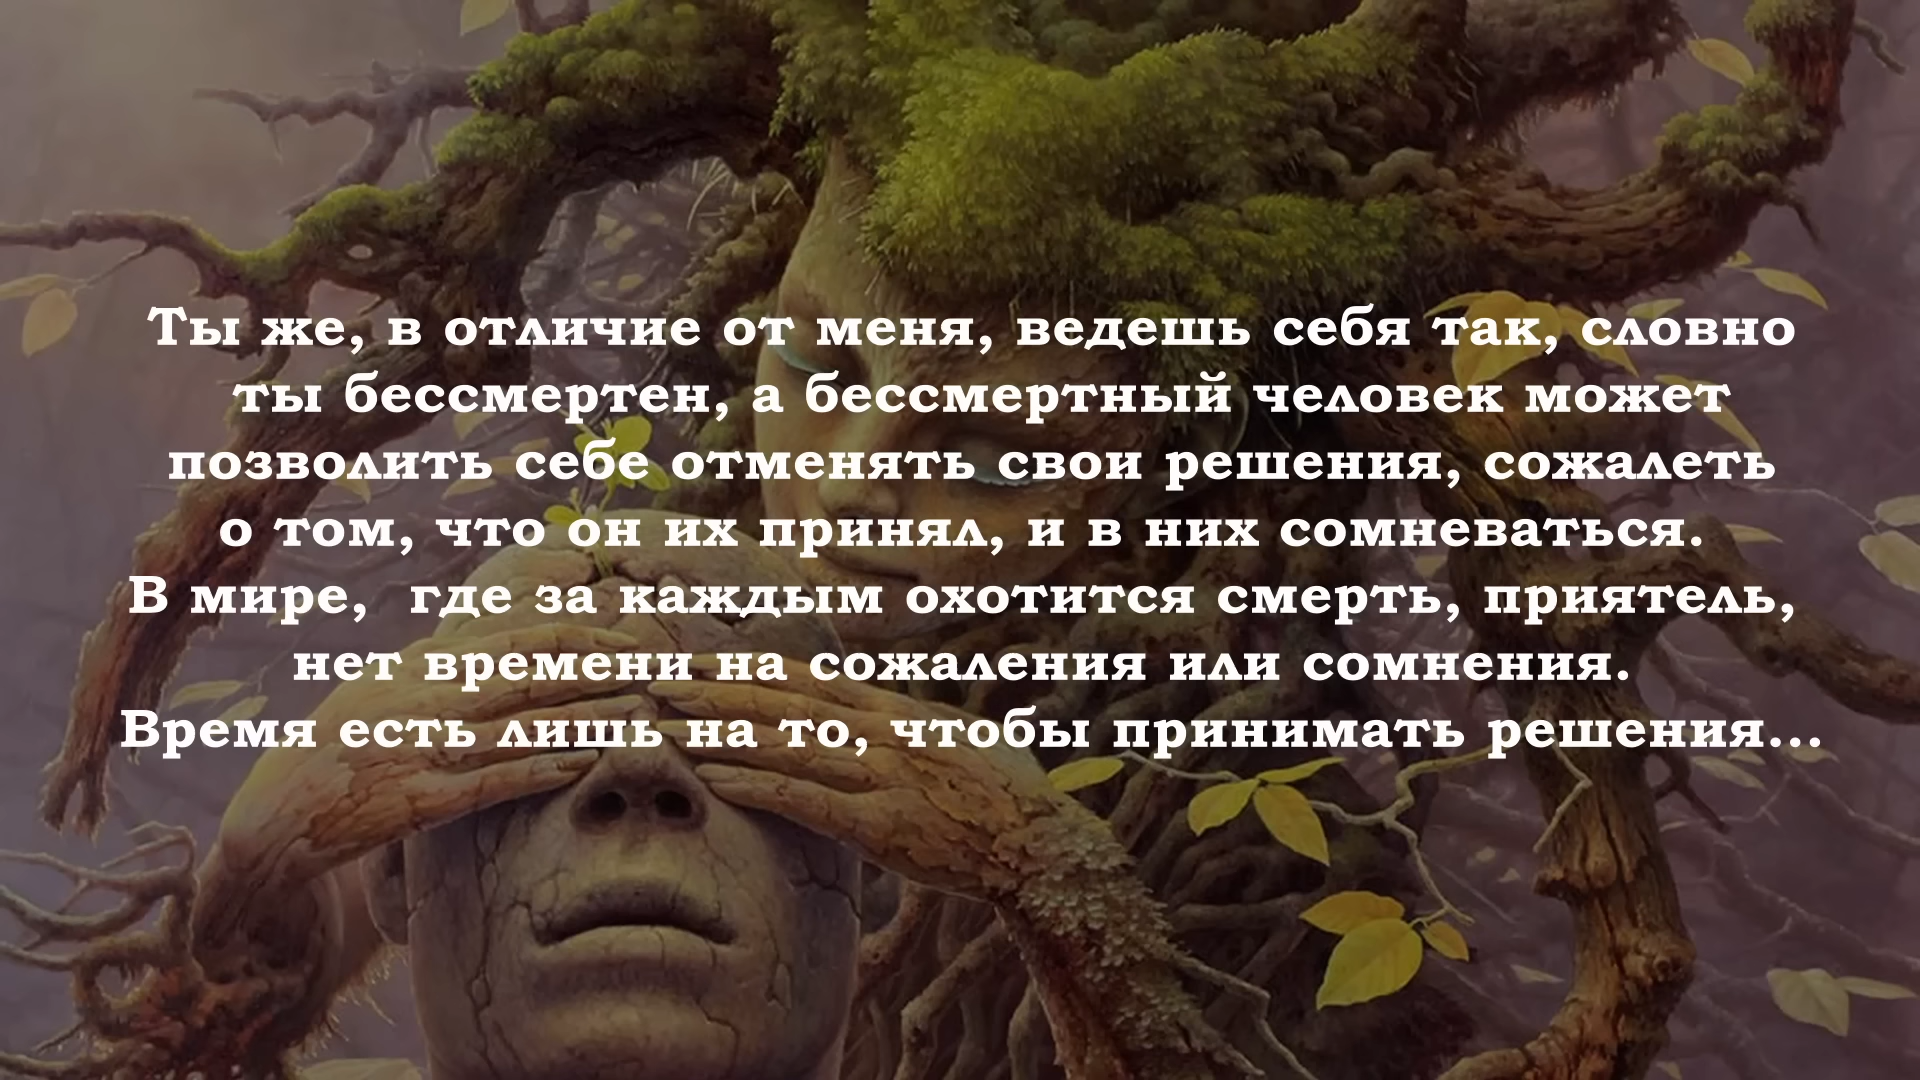 Ты же, в отличие от меня, ведешь себя так, словно
ты бессмертен, а бессмертный человек может
позволить себе отменять свои решения, сожалеть
о том, что он их принял, и в них сомневаться.
В мире, где за каждым охотится смерть, приятель,
нет времени на сожаления или сомнения.
Время есть лишь на то, чтобы принимать решения...